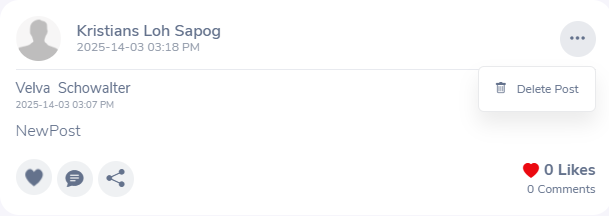 Kristians Loh Sapog
2025-14-03 03:18 PM
Delete Post
Velva Schowalter
2025-14-03 03:07 PM
NewPost
0 Likes
0 Comments